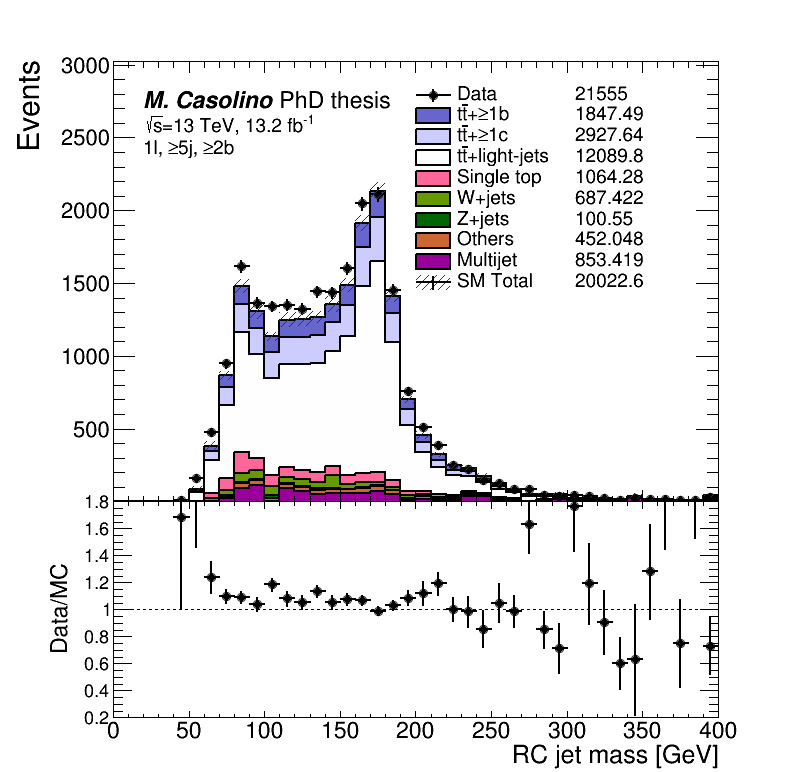 Events
3000
2500
2000
1500
1000
500
M. Casolino PhD thesis
√s=13 TeV, 13.2 fb⁻¹
1l, ≥5j, ≥2b
Data 21555
tt̄+≥1b 1847.49
tt̄+≥1c 2927.64
tt̄+light-jets 12089.8
Single top 1064.28
W+jets 687.422
Z+jets 100.55
Others 452.048
Multijet 853.419
SM Total 20022.6
Data/MC
1.8
1.6
1.4
1.2
1
0.8
0.6
0.4
0.2
0 50 100 150 200 250 300 350 400
RC jet mass [GeV]